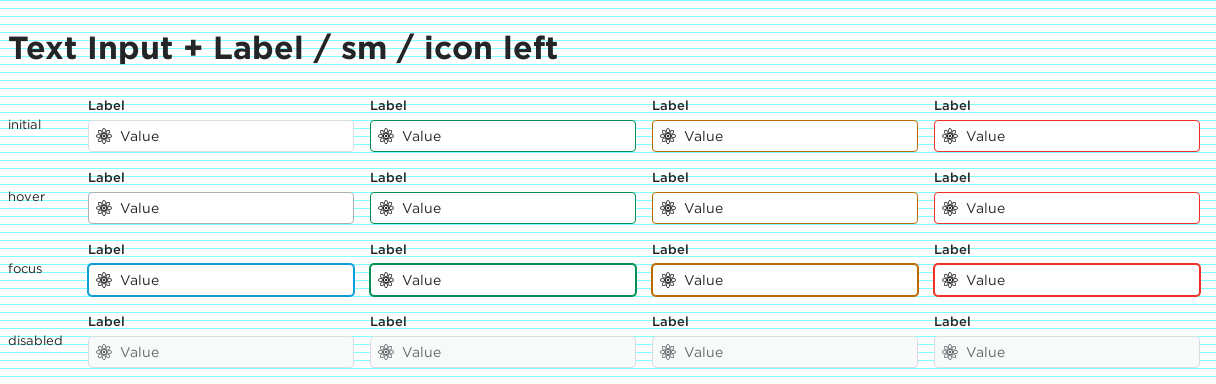 Text Input + Label / sm / icon left
Label Label Label Label
initial Value Value Value Value
Label Label Label Label
hover Value Value Value Value
Label Label Label Label
focus Value Value Value Value
Label Label Label Label
disabled Value Value Value Value